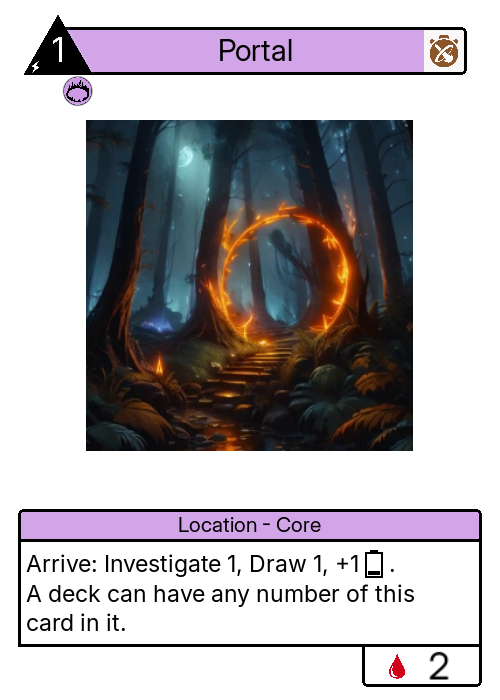 1
Portal
Location - Core
Arrive: Investigate 1, Draw 1, +1 .
A deck can have any number of this
card in it.
2